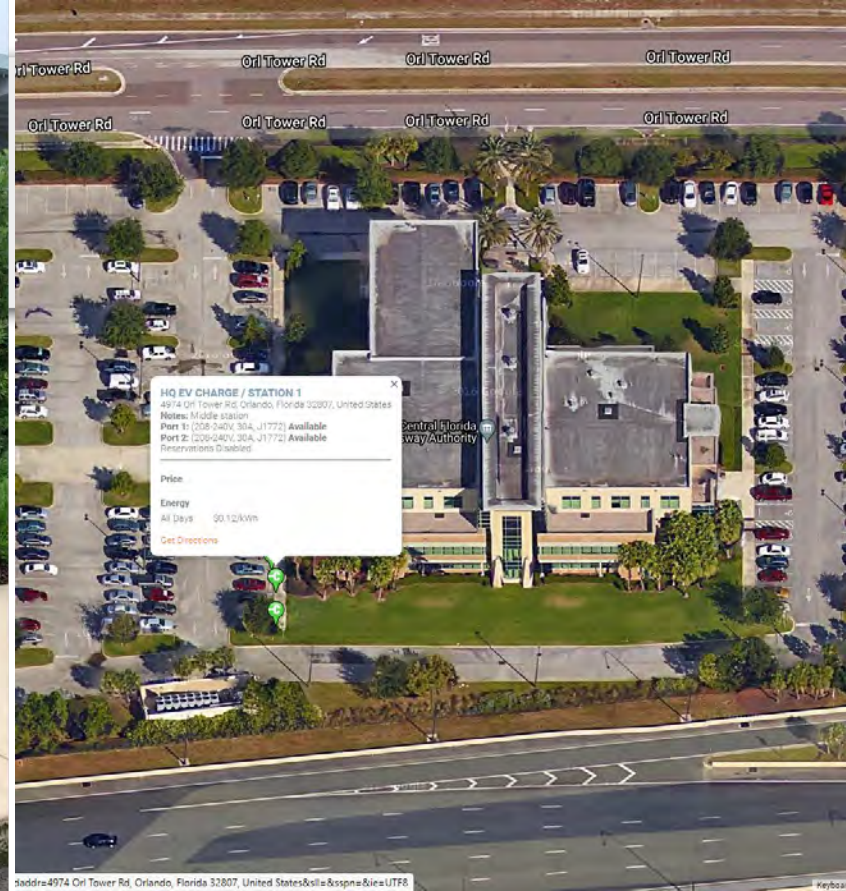 Orl Tower Rd
Orl Tower Rd
Orl Tower Rd
Orl Tower Rd
Orl Tower Rd
Orl Tower Rd
Orl Tower Rd
Orl Tower Rd
HQ EV CHARGE / STATION 1
4974 Orl Tower Rd, Orlando, Florida 32807, United States
Notes: Middle station
Port 1: (208-240V, 30A, J1772) Available
Port 2: (208-240V, 30A, J1772) Available
Reservations Disabled
Price
Energy
All Days $0.12/kWh
Get Directions
Central Florida
sway Authority
daddr=4974 Orl Tower Rd, Orlando, Florida 32807, United States&sll=&sspn=&ie=UTF8
Keyboa